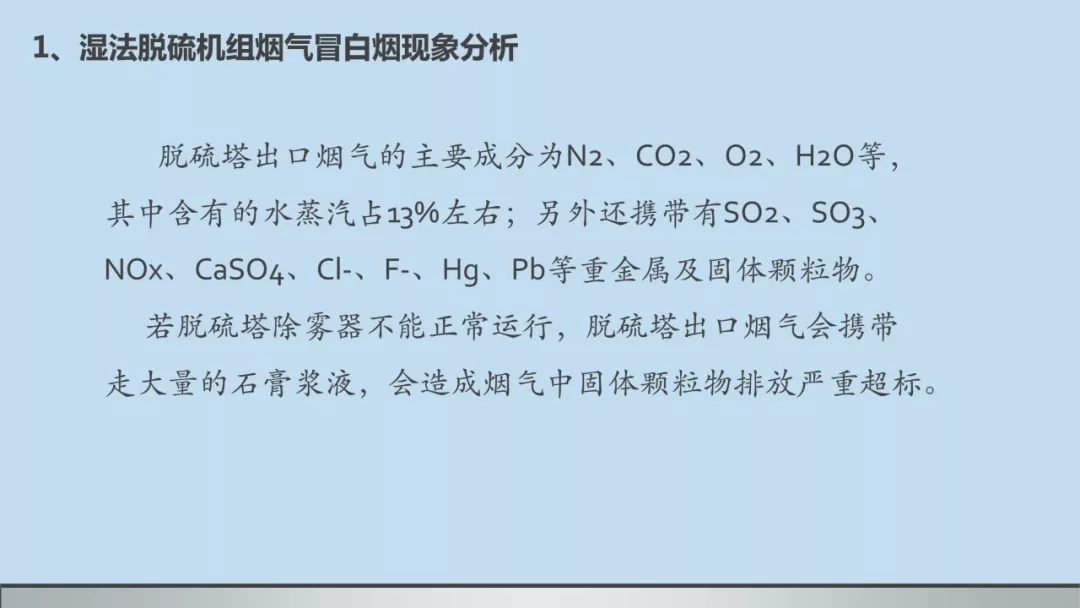 1、湿法脱硫机组烟气冒白烟现象分析
脱硫塔出口烟气的主要成分为N2、CO2、O2、H2O等，
其中含有的水蒸汽占13%左右；另外还携带有SO2、SO3、
NOx、CaSO4、Cl-、F-、Hg、Pb等重金属及固体颗粒物。
若脱硫塔除雾器不能正常运行，脱硫塔出口烟气会携带
走大量的石膏浆液，会造成烟气中固体颗粒物排放严重超标。